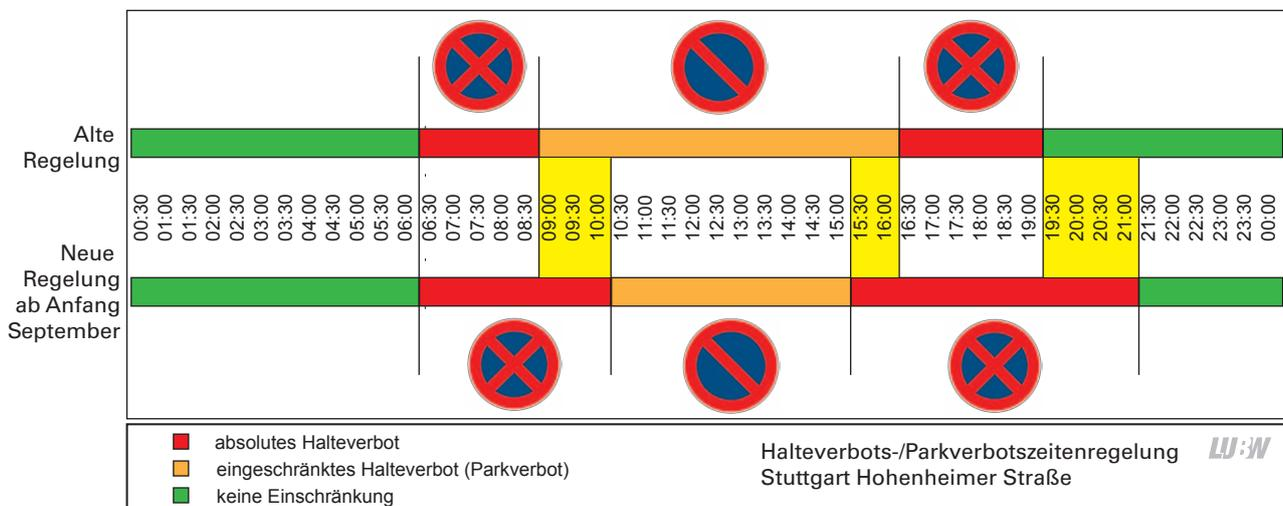 Alte
Regelung
00:30 01:00 01:30 02:00 02:30 03:00 03:30 04:00 04:30 05:00 05:30 06:00 06:30 07:00 07:30 08:00 08:30 09:00 09:30 10:00 10:30 11:00 11:30 12:00 12:30 13:00 13:30 14:00 14:30 15:00 15:30 16:00 16:30 17:00 17:30 18:00 18:30 19:00 19:30 20:00 20:30 21:00 21:30 22:00 22:30 23:00 23:30 00:00
Neue
Regelung
ab Anfang
September
absolutes Halteverbot
eingeschränktes Halteverbot (Parkverbot)
keine Einschränkung
Halteverbots-/Parkverbotszeitenregelung
Stuttgart Hohenheimer Straße
LUBW